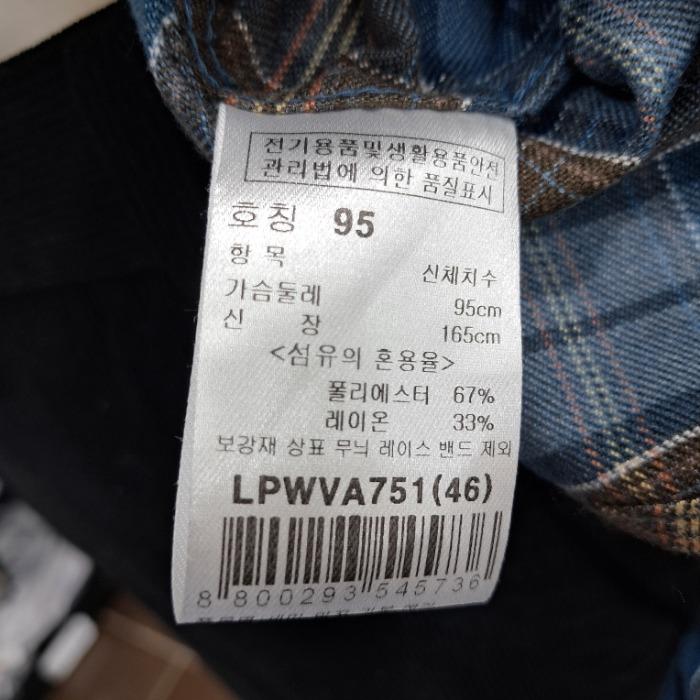 전기용품및생활용품안전
관리법에 의한 품질표시
호칭 95
항목 신체치수
가슴둘레 95cm
신 장 165cm
<섬유의 혼용율>
폴리에스터 67%
레이온 33%
보강재 상표 무늬 레이스 밴드 제외
LPWVA751(46)
8 800293 545736